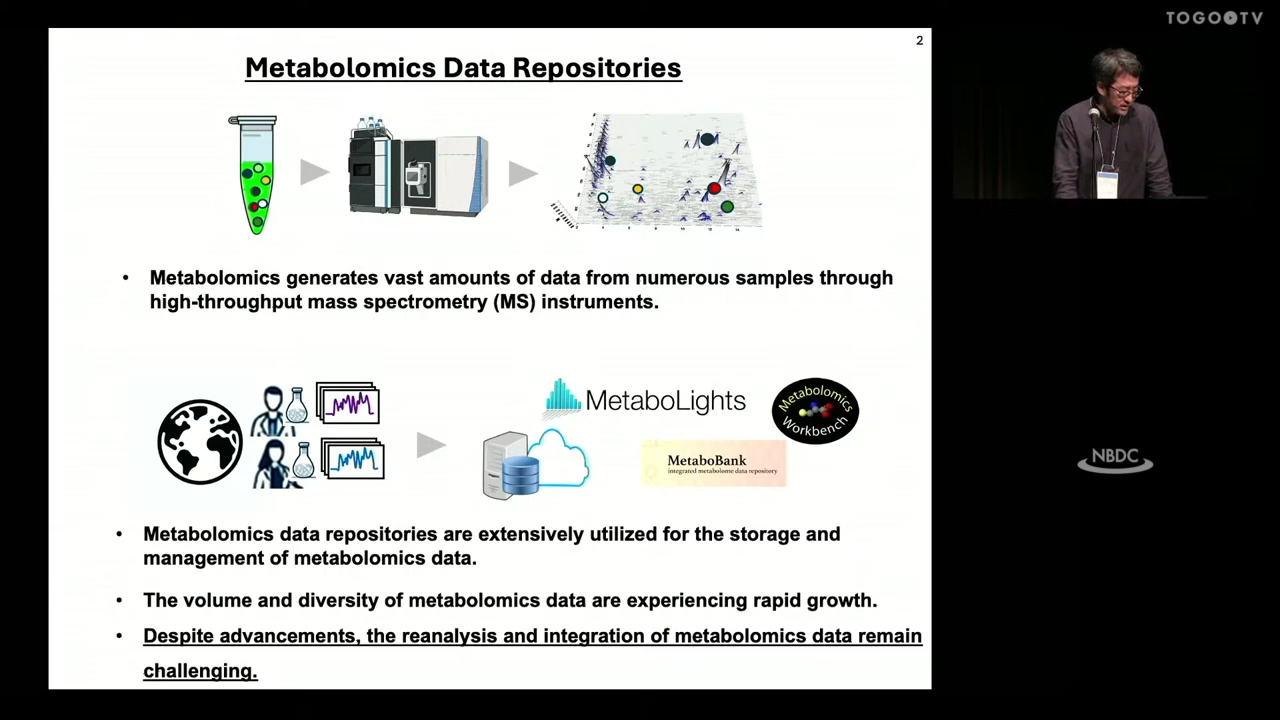 TOGOTV
2
Metabolomics Data Repositories
• Metabolomics generates vast amounts of data from numerous samples through
high-throughput mass spectrometry (MS) instruments.
MetaboLights
Metabolomics
Workbench
MetaboBank
integrated metabolome data repository
NBDC
• Metabolomics data repositories are extensively utilized for the storage and
management of metabolomics data.
• The volume and diversity of metabolomics data are experiencing rapid growth.
• Despite advancements, the reanalysis and integration of metabolomics data remain
challenging.